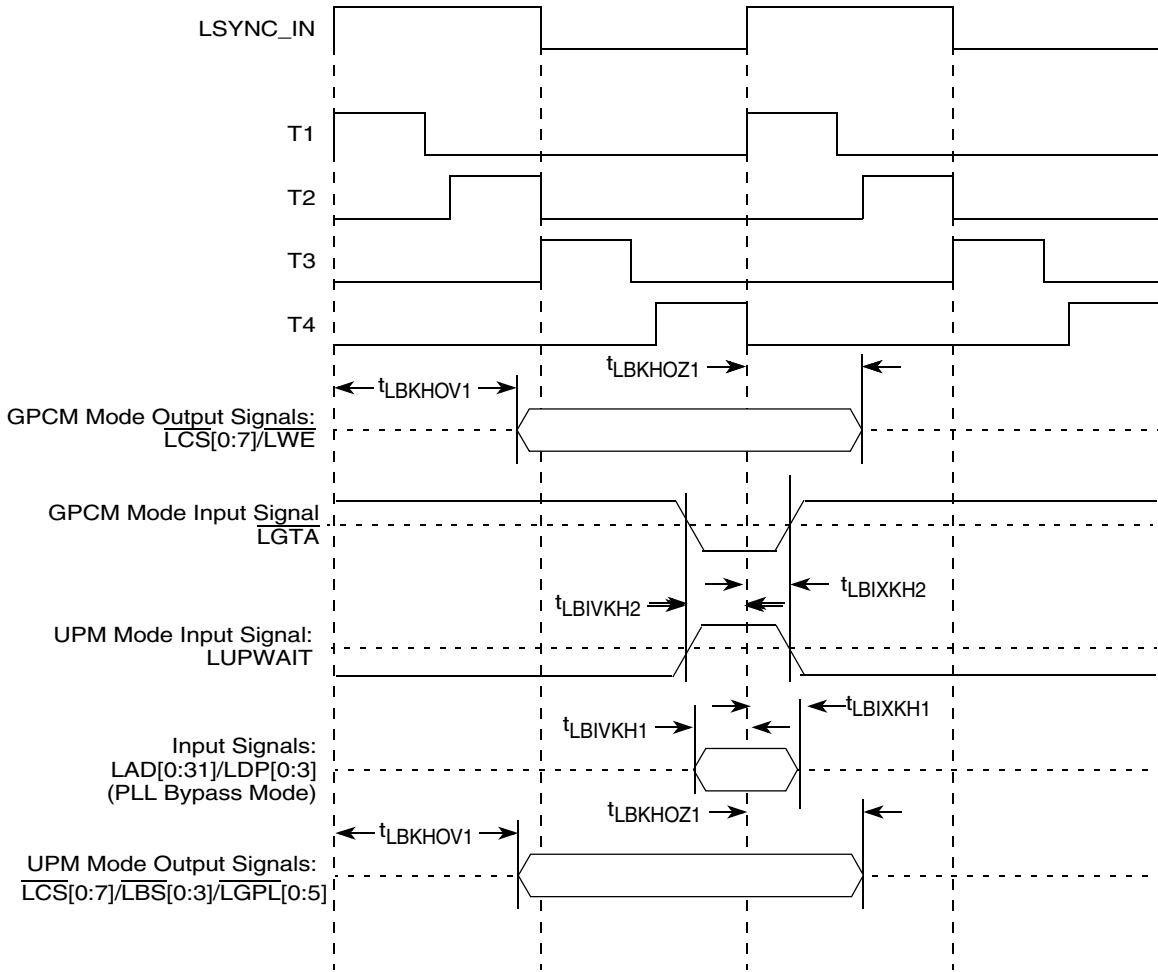 LSYNC_IN
T1
T2
T3
T4
tLBKHOZ1
tLBKHOV1
GPCM Mode Output Signals:
LCS[0:7]/LWE
GPCM Mode Input Signal
LGTA
tLBIXKH2
tLBIVKH2
UPM Mode Input Signal:
LUPWAIT
tLBIXKH1
tLBIVKH1
Input Signals:
LAD[0:31]/LDP[0:3]
(PLL Bypass Mode)
tLBKHOZ1
tLBKHOV1
UPM Mode Output Signals:
LCS[0:7]/LBS[0:3]/LGPL[0:5]